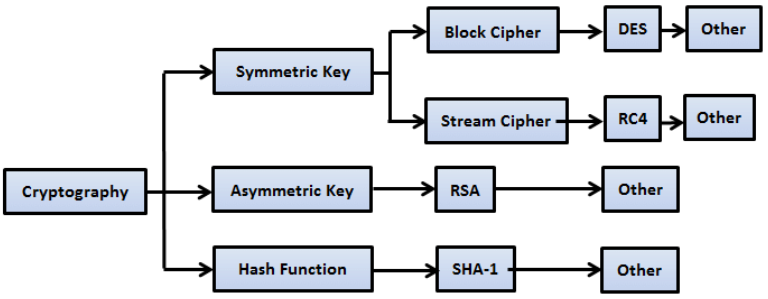 Block Cipher
DES
Other
Symmetric Key
Stream Cipher
RC4
Other
Cryptography
Asymmetric Key
RSA
Other
Hash Function
SHA-1
Other